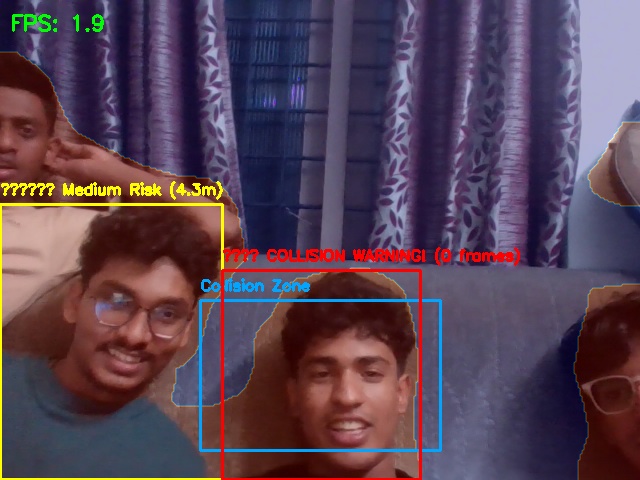 FPS: 1.9
?????? Medium Risk (4.3m)
???? COLLISION WARNING! (0 frames)
Collision Zone